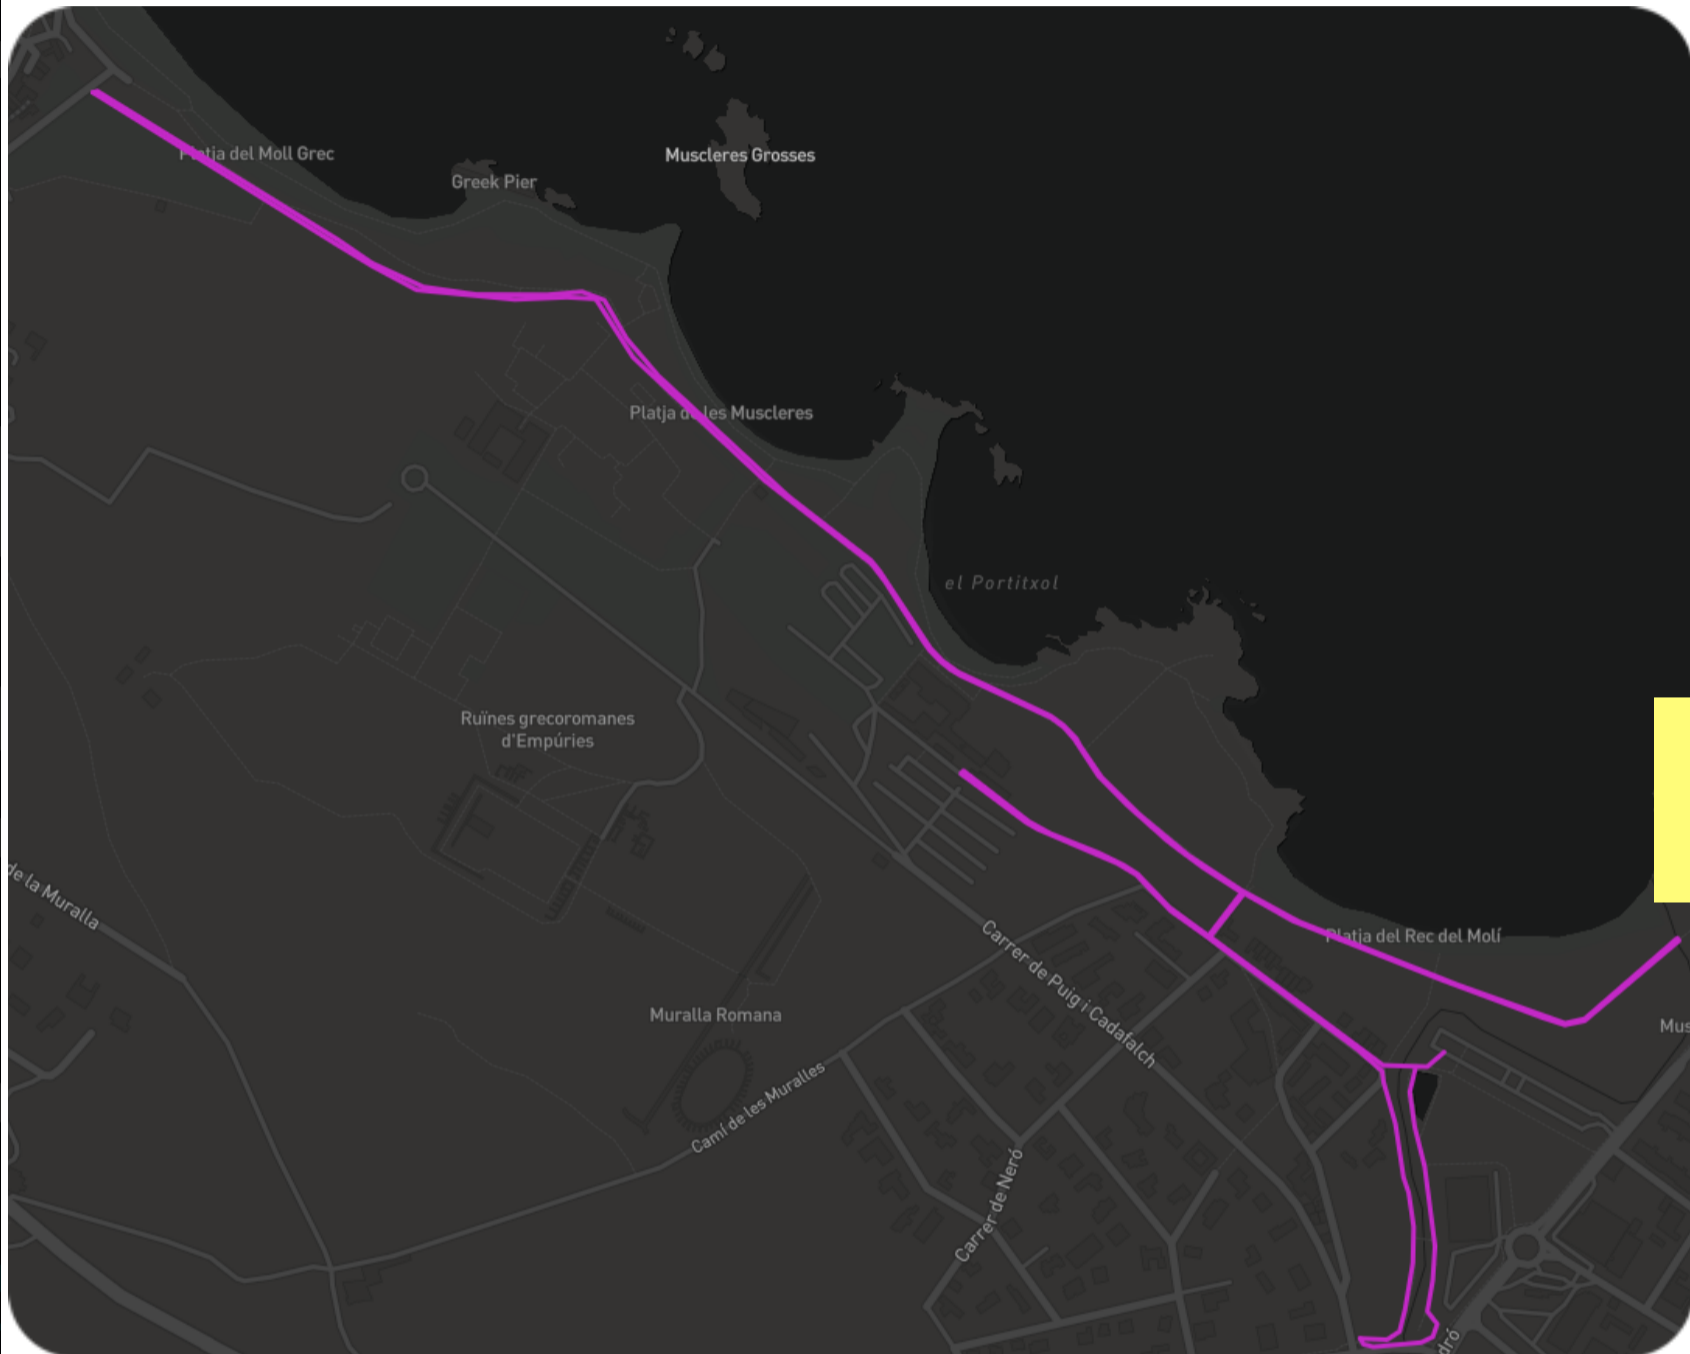 Platja del Moll Grec
Muscleres Grosses
Greek Pier
Platja de les Muscleres
el Portitxol
Ruïnes grecoromanes
d'Empúries
de la Muralla
Carrer de Puig i Cadafalch
Platja del Rec del Molí
Muralla Romana
Mus
Camí de les Muralles
Carrer de Neró
dró